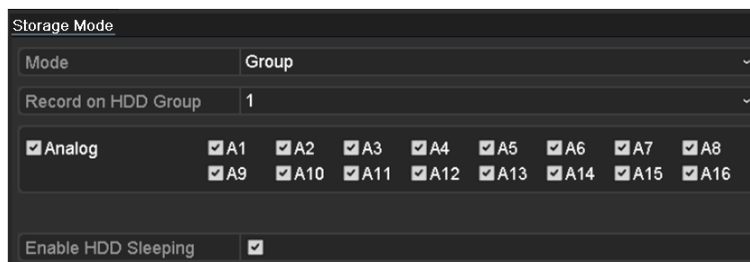 Storage Mode
Mode Group
Record on HDD Group 1
Analog A1 A2 A3 A4 A5 A6 A7 A8
A9 A10 A11 A12 A13 A14 A15 A16
Enable HDD Sleeping